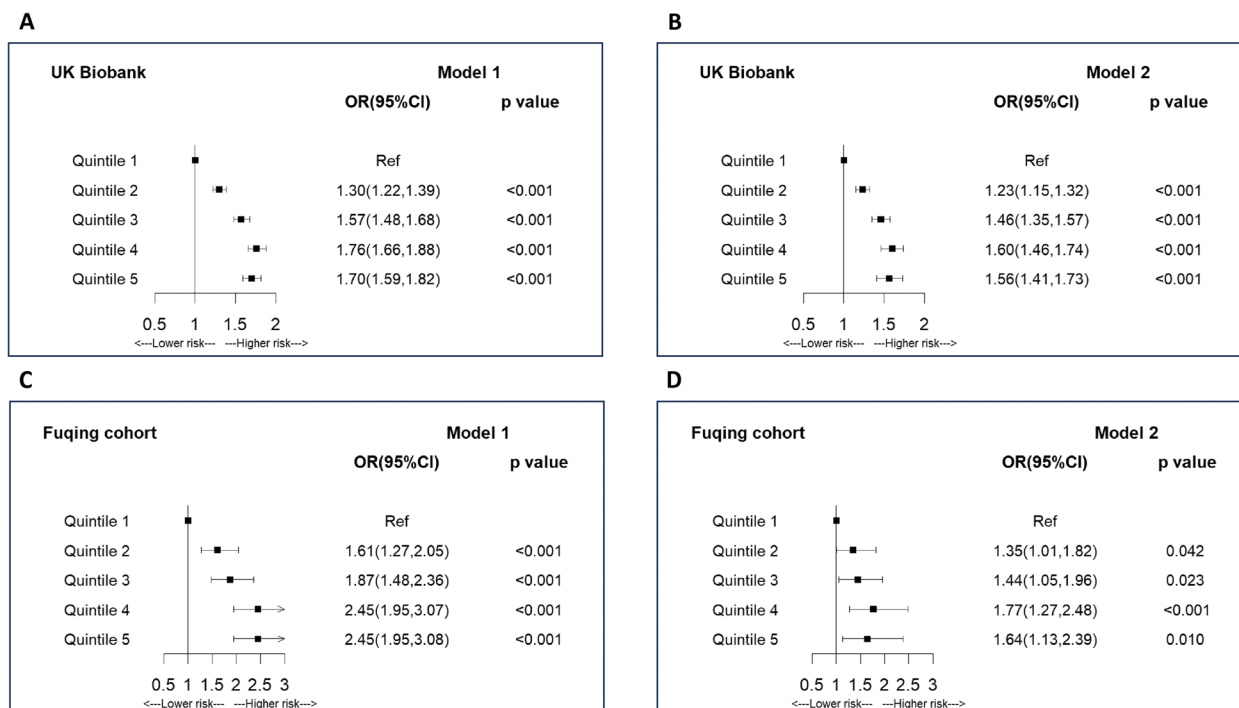 A
UK Biobank Model 1
OR(95%CI) p value
Quintile 1 Ref
Quintile 2 1.30(1.22,1.39) <0.001
Quintile 3 1.57(1.48,1.68) <0.001
Quintile 4 1.76(1.66,1.88) <0.001
Quintile 5 1.70(1.59,1.82) <0.001
0.5 1 1.5 2
<---Lower risk--- ---Higher risk--->
B
UK Biobank Model 2
OR(95%CI) p value
Quintile 1 Ref
Quintile 2 1.23(1.15,1.32) <0.001
Quintile 3 1.46(1.35,1.57) <0.001
Quintile 4 1.60(1.46,1.74) <0.001
Quintile 5 1.56(1.41,1.73) <0.001
0.5 1 1.5 2
<---Lower risk--- ---Higher risk--->
C
Fuqing cohort Model 1
OR(95%CI) p value
Quintile 1 Ref
Quintile 2 1.61(1.27,2.05) <0.001
Quintile 3 1.87(1.48,2.36) <0.001
Quintile 4 2.45(1.95,3.07) <0.001
Quintile 5 2.45(1.95,3.08) <0.001
0.5 1 1.5 2 2.5 3
<---Lower risk--- ---Higher risk--->
D
Fuqing cohort Model 2
OR(95%CI) p value
Quintile 1 Ref
Quintile 2 1.35(1.01,1.82) 0.042
Quintile 3 1.44(1.05,1.96) 0.023
Quintile 4 1.77(1.27,2.48) <0.001
Quintile 5 1.64(1.13,2.39) 0.010
0.5 1 1.5 2 2.5 3
<---Lower risk--- ---Higher risk--->